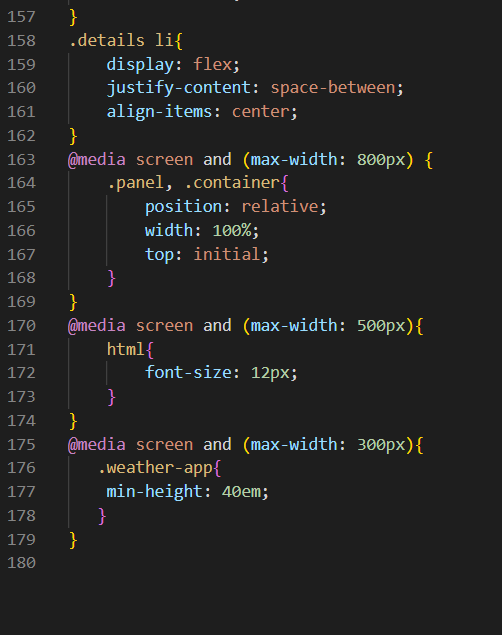 157 }
158 .details li{
159     display: flex;
160     justify-content: space-between;
161     align-items: center;
162 }
163 @media screen and (max-width: 800px) {
164     .panel, .container{
165         position: relative;
166         width: 100%;
167         top: initial;
168     }
169 }
170 @media screen and (max-width: 500px){
171     html{
172         font-size: 12px;
173     }
174 }
175 @media screen and (max-width: 300px){
176    .weather-app{
177     min-height: 40em;
178    }
179 }
180